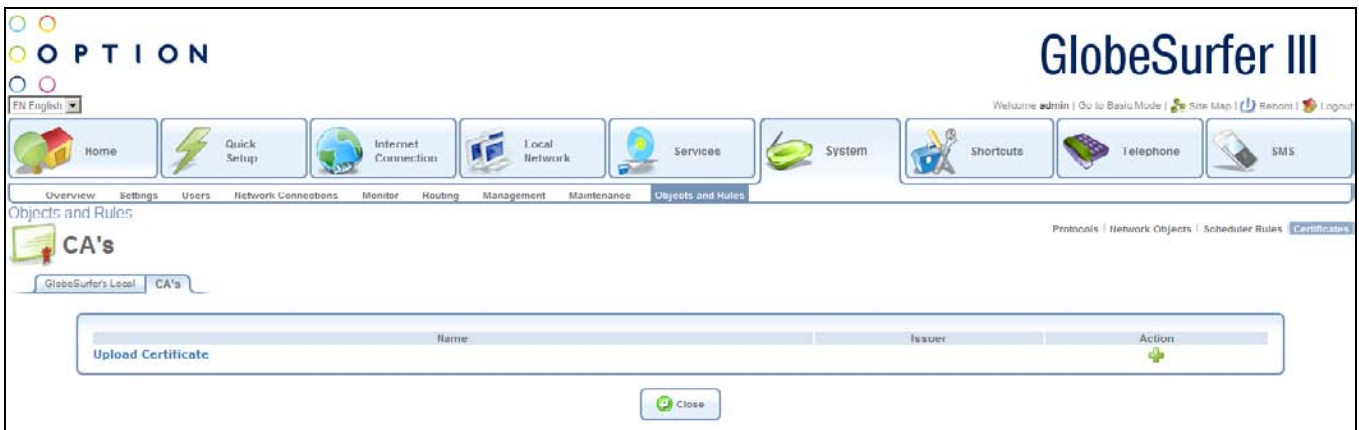 OPTION
GlobeSurfer III
EN English
Welcome admin | Go to Basic Mode | Site Map | Reboot | Logout
Home
Quick Setup
Internet Connection
Local Network
Services
System
Shortcuts
Telephone
SMS
Overview Settings Users Network Connections Monitor Routing Management Maintenance Objects and Rules
Objects and Rules
Protocols | Network Objects | Scheduler Rules | Certificates
CA's
GlobeSurfer's Local CA's
Name Issuer Action
Upload Certificate
Close